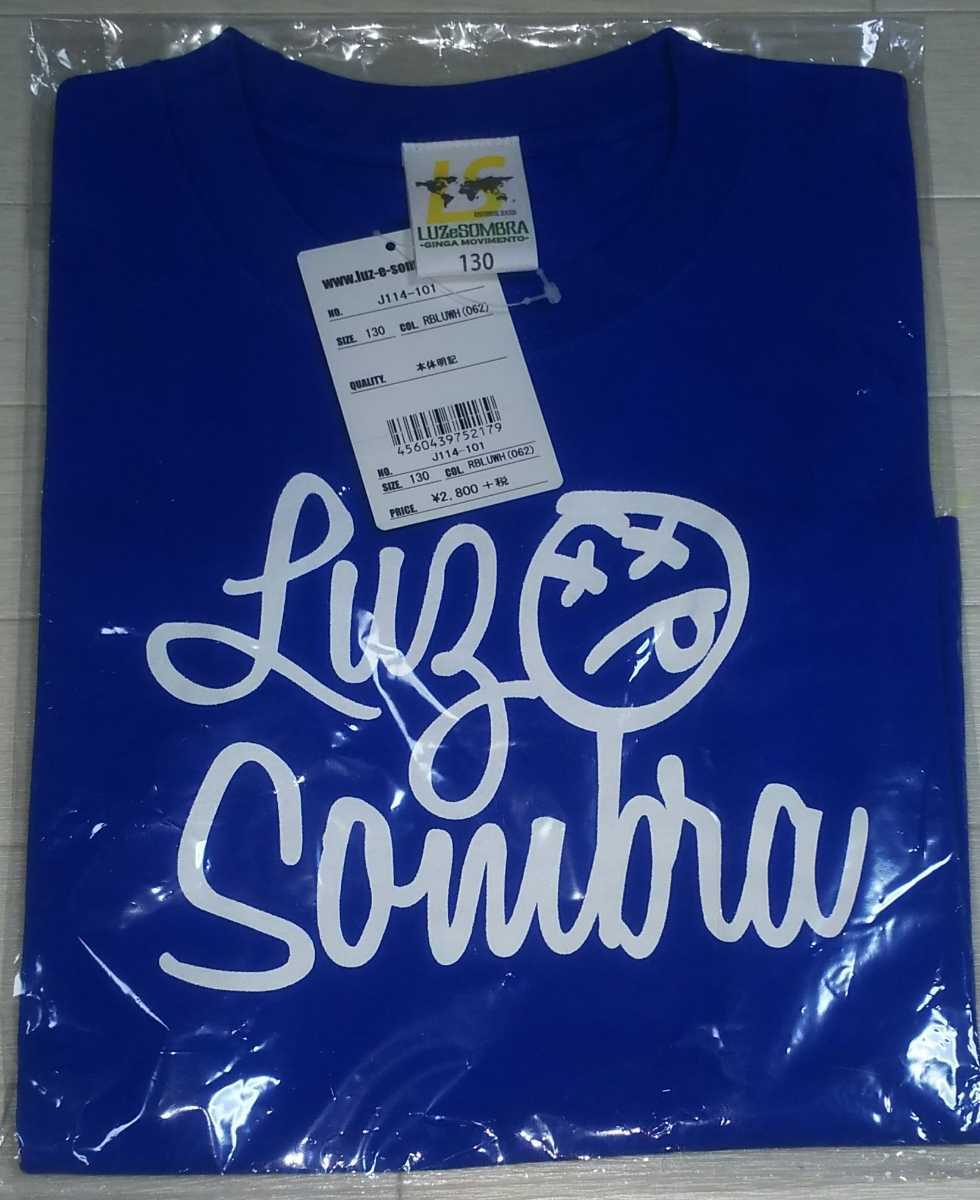 LS
LUZeSOMBRA
-GINGA MOVIMENTO-
130
www.luz-e-som
NO. J114-101
SIZE. 130 COL. RBLUWH(062)
QUALITY. 本体明記
4560439752179
NO. J114-101
SIZE. 130 COL. RBLUWH(062)
PRICE. ¥2,800+税
Luz
Sombra